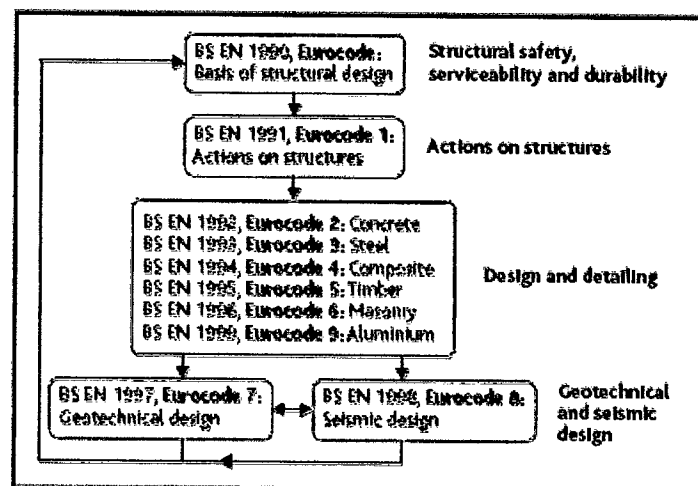 BS EN 1990, Eurocode:
Basis of structural design
Structural safety,
serviceability and durability
BS EN 1991, Eurocode 1:
Actions on structures
Actions on structures
BS EN 1992, Eurocode 2: Concrete
BS EN 1993, Eurocode 3: Steel
BS EN 1994, Eurocode 4: Composite
BS EN 1995, Eurocode 5: Timber
BS EN 1996, Eurocode 6: Masonry
BS EN 1999, Eurocode 9: Aluminium
Design and detailing
BS EN 1997, Eurocode 7:
Geotechnical design
BS EN 1998, Eurocode 8:
Seismic design
Geotechnical
and seismic
design